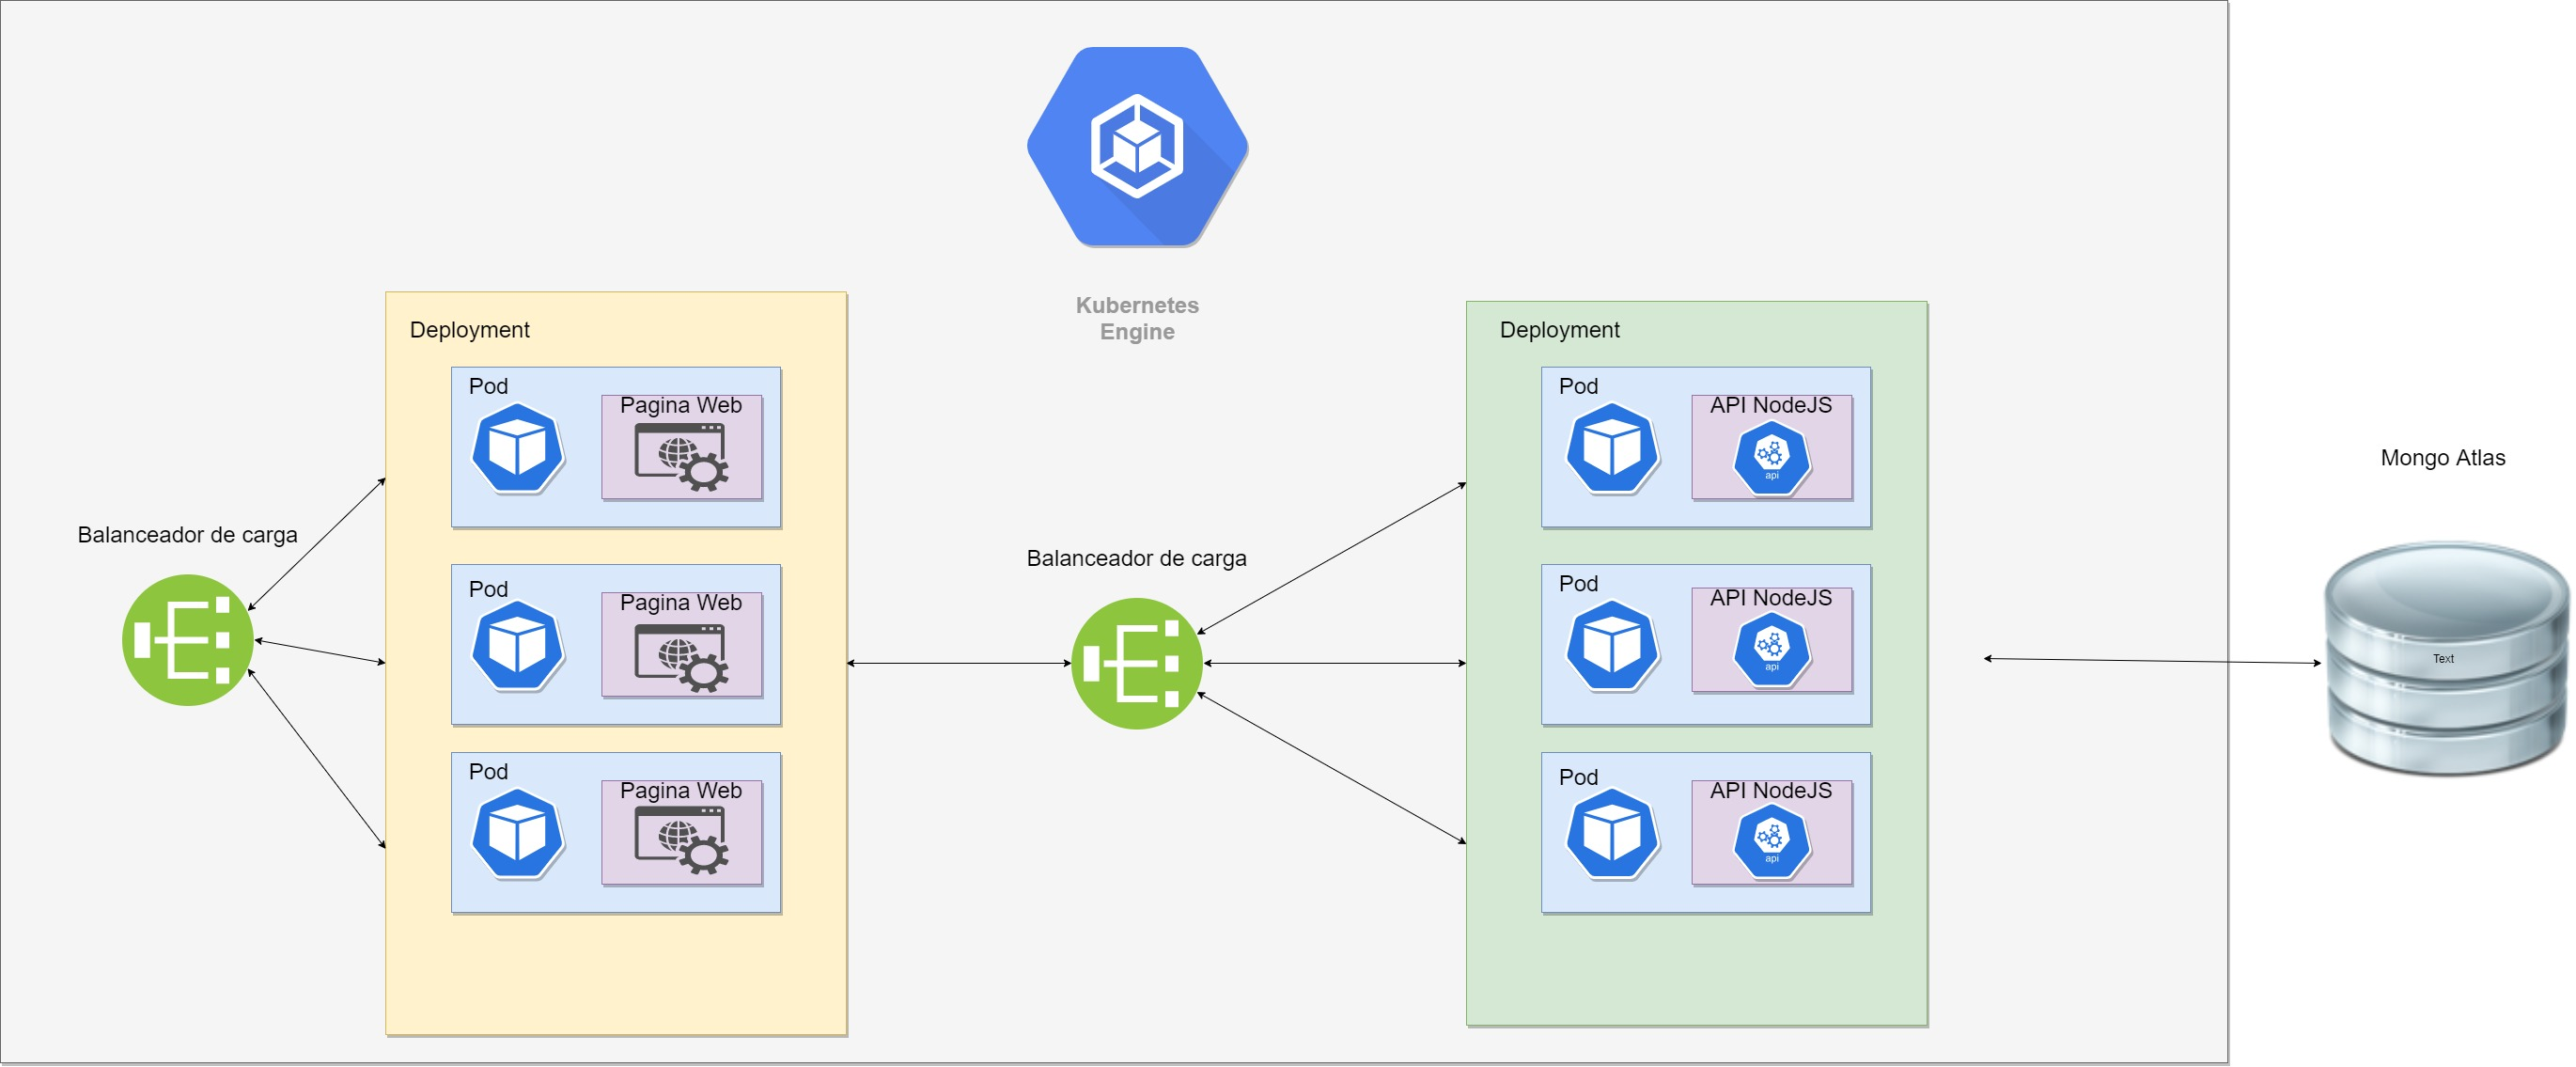 Kubernetes
Engine
Deployment
Pod
Pagina Web
Pod
Pagina Web
Pod
Pagina Web
Balanceador de carga
Balanceador de carga
Deployment
Pod
API NodeJS
api
Pod
API NodeJS
api
Pod
API NodeJS
api
Mongo Atlas
Text